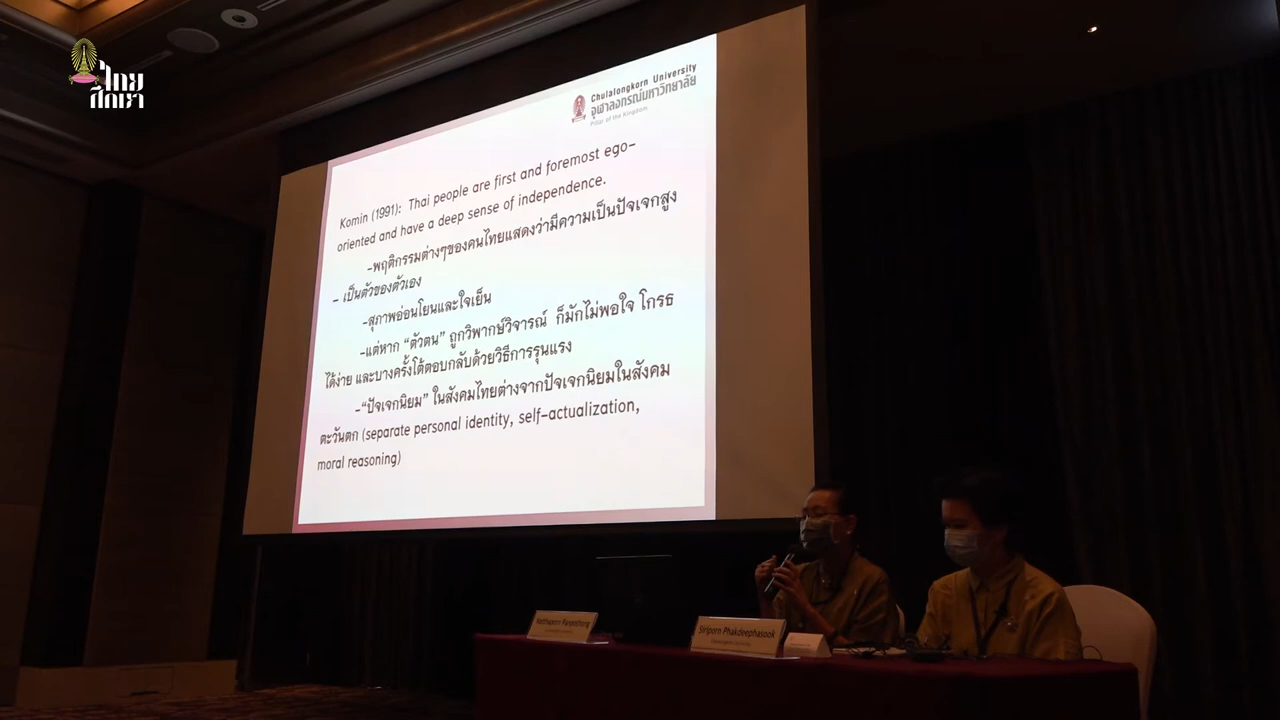 ไทย
ศึกษา
Chulalongkorn University
จุฬาลงกรณ์มหาวิทยาลัย
Pillar of the Kingdom
Komin (1991): Thai people are first and foremost ego-
oriented and have a deep sense of independence.
-พฤติกรรมต่างๆของคนไทยแสดงว่ามีความเป็นปัจเจกสูง
- เป็นตัวของตัวเอง
-สุภาพอ่อนโยนและใจเย็น
-แต่หาก “ตัวตน” ถูกวิพากษ์วิจารณ์ ก็มักไม่พอใจ โกรธ
ได้ง่าย และบางครั้งโต้ตอบกลับด้วยวิธีการรุนแรง
-“ปัจเจกนิยม” ในสังคมไทยต่างจากปัจเจกนิยมในสังคม
ตะวันตก (separate personal identity, self-actualization,
moral reasoning)
Natthaporn Panpothong
Siriporn Phakdeephasook